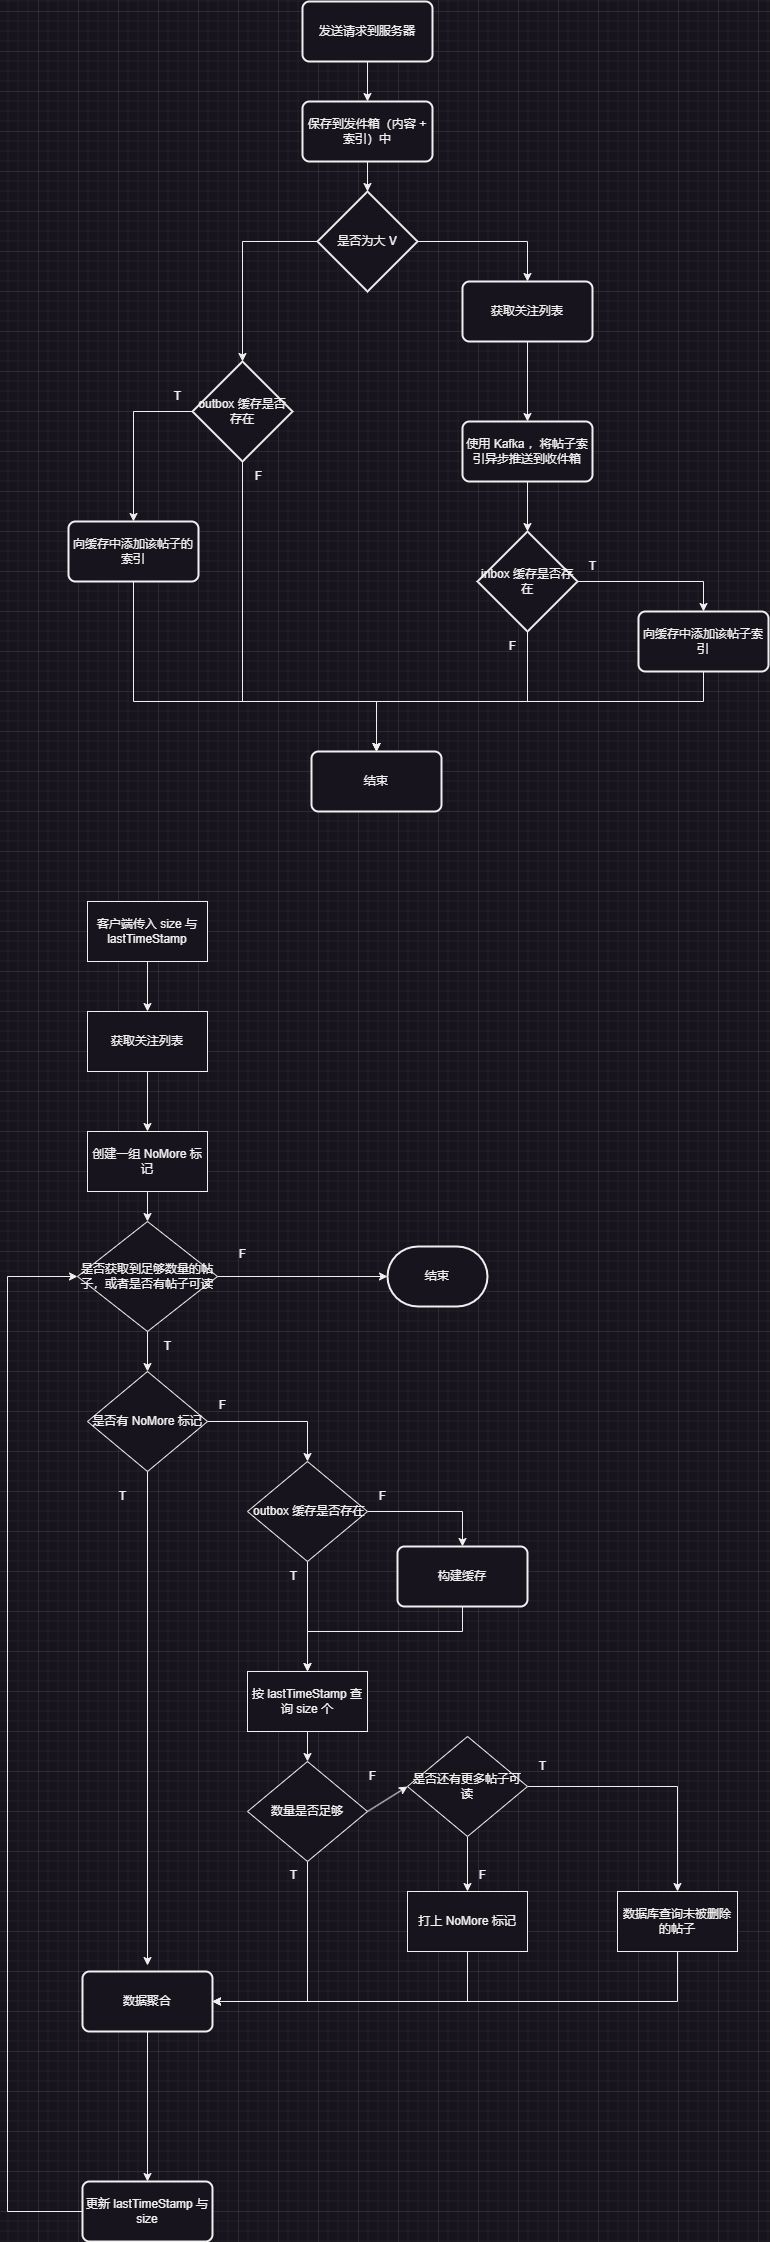 发送请求到服务器
保存到发件箱（内容 +
索引）中
是否为大 V
获取关注列表
T
outbox 缓存是否
存在
F
使用 Kafka ，将帖子索
引异步推送到收件箱
向缓存中添加该帖子的
索引
inbox 缓存是否存
在
T
F
向缓存中添加该帖子索
引
结束
客户端传入 size 与
lastTimeStamp
获取关注列表
创建一组 NoMore 标
记
是否获取到足够数量的帖
子，或者是否有帖子可读
F
结束
T
是否有 NoMore 标记
F
T
outbox 缓存是否存在
F
T
构建缓存
按 lastTimeStamp 查
询 size 个
数量是否足够
F
T
是否还有更多帖子可
读
T
F
打上 NoMore 标记
数据库查询未被删除
的帖子
数据聚合
更新 lastTimeStamp 与
size